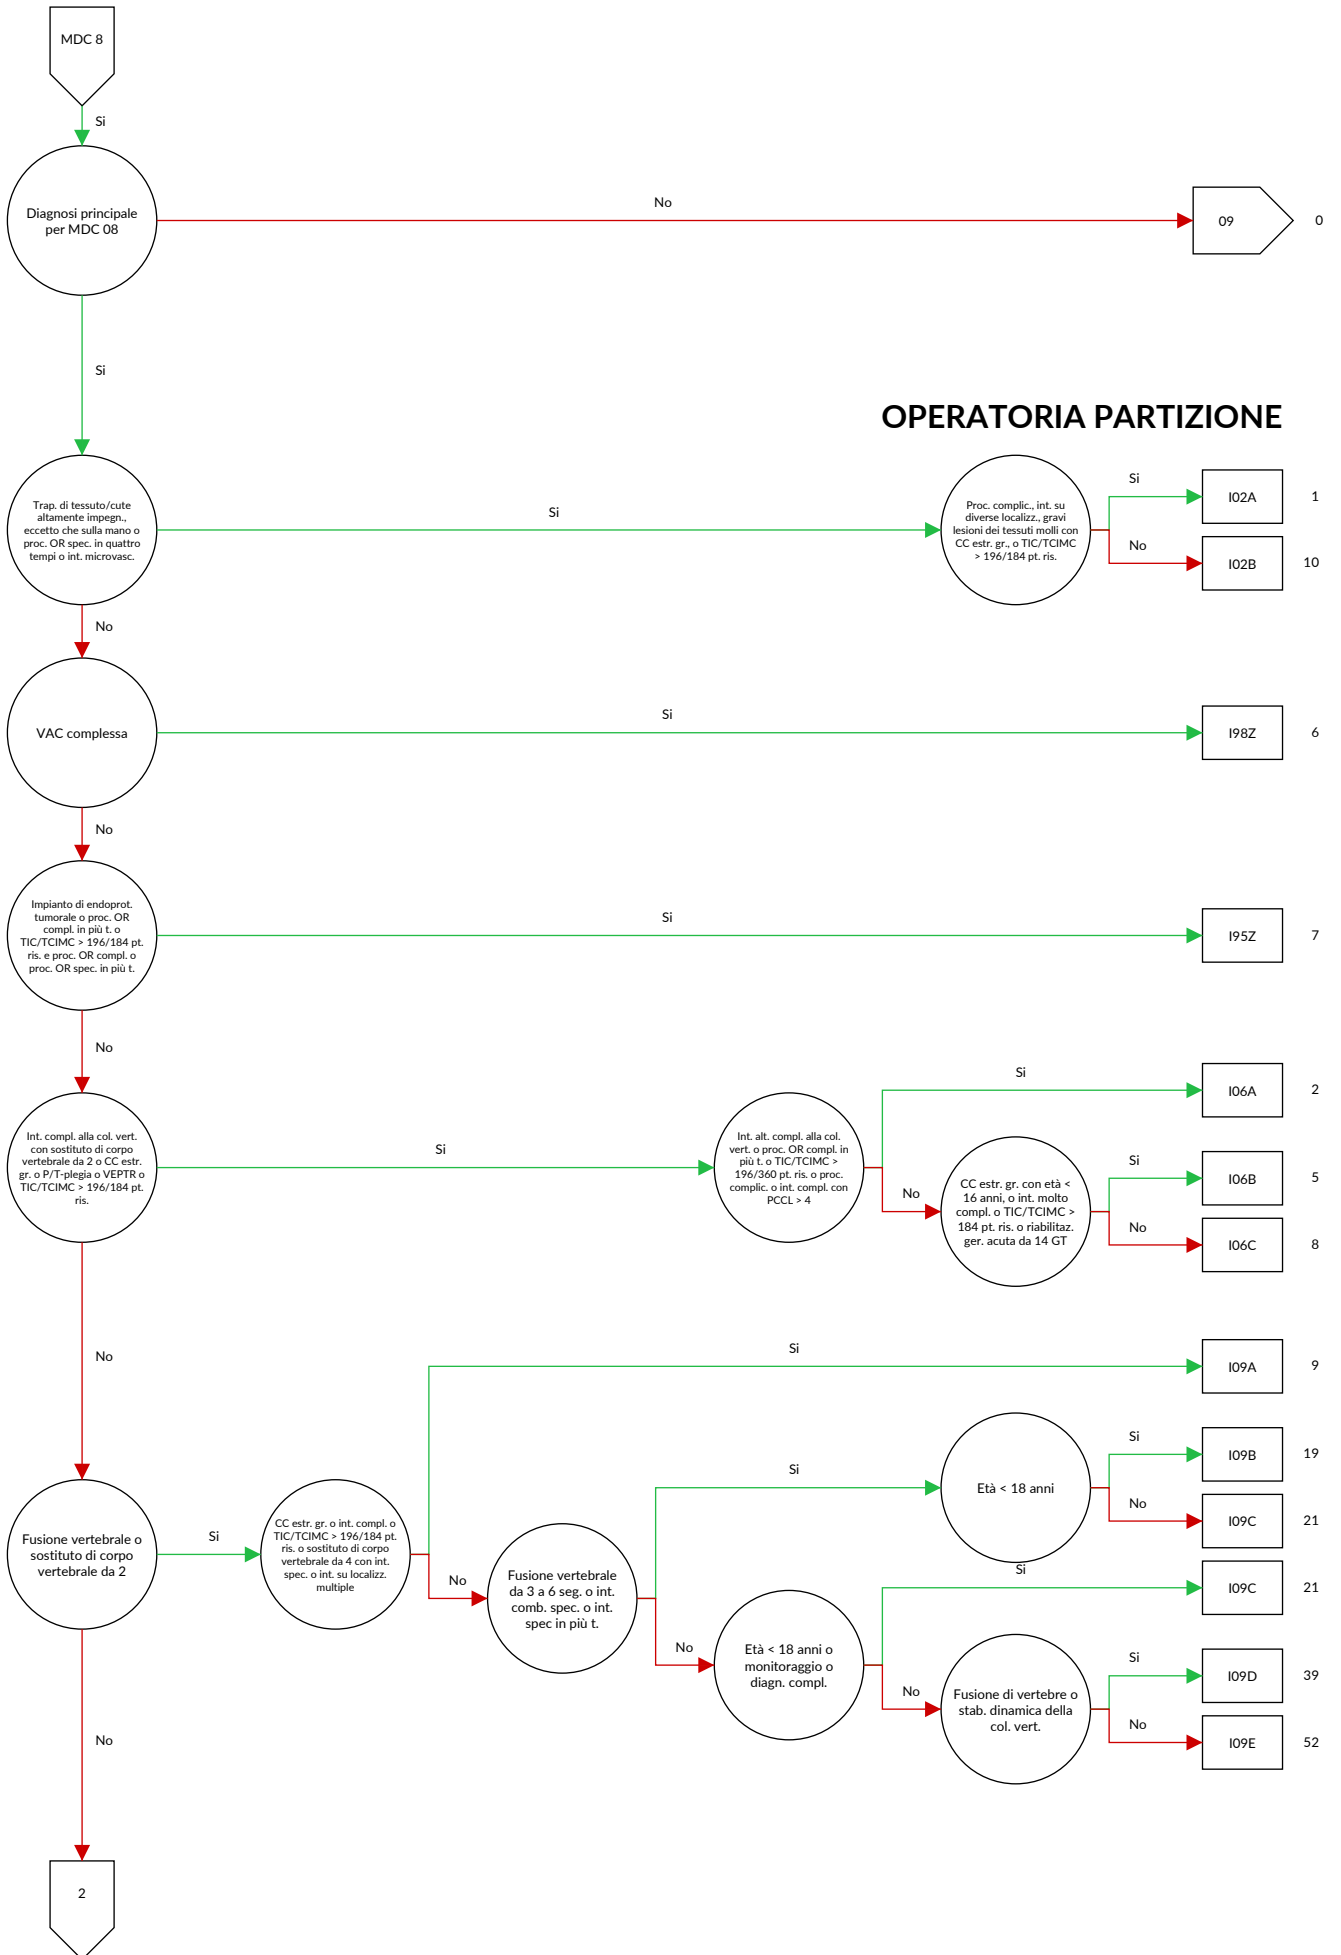 MDC 8
Si
Diagnosi principale
per MDC 08
No
09
0
Si
OPERATORIA PARTIZIONE
Trap. di tessuto/cute
altamente impegn.,
eccetto che sulla mano o
proc. OR spec. in quattro
tempi o int. microvasc.
Si
Proc. complic., int. su
diverse localizz., gravi
lesioni dei tessuti molli con
CC estr. gr., o TIC/TCIMC
> 196/184 pt. ris.
Si
I02A
1
No
I02B
10
No
VAC complessa
Si
I98Z
6
No
Impianto di endoprot.
tumorale o proc. OR
compl. in più t. o
TIC/TCIMC > 196/184 pt.
ris. e proc. OR compl. o
proc. OR spec. in più t.
Si
I95Z
7
No
Int. compl. alla col. vert.
con sostituto di corpo
vertebrale da 2 o CC estr.
gr. o P/T-plegia o VEPTR o
TIC/TCIMC > 196/184 pt.
ris.
Si
Int. alt. compl. alla col.
vert. o proc. OR compl. in
più t. o TIC/TCIMC >
196/360 pt. ris. o proc.
complic. o int. compl. con
PCCL > 4
Si
I06A
2
No
CC estr. gr. con età <
16 anni, o int. molto
compl. o TIC/TCIMC >
184 pt. ris. o riabilitaz.
ger. acuta da 14 GT
Si
I06B
5
No
I06C
8
No
Fusione vertebrale o
sostituto di corpo
vertebrale da 2
Si
CC estr. gr. o int. compl. o
TIC/TCIMC > 196/184 pt.
ris. o sostituto di corpo
vertebrale da 4 con int.
spec. o int. su localizz.
multiple
Si
I09A
9
No
Fusione vertebrale
da 3 a 6 seg. o int.
comb. spec. o int.
spec in più t.
Si
Età < 18 anni
Si
I09B
19
No
I09C
21
No
Età < 18 anni o
monitoraggio o
diagn. compl.
Si
I09C
21
No
Fusione di vertebre o
stab. dinamica della
col. vert.
Si
I09D
39
No
I09E
52
No
2